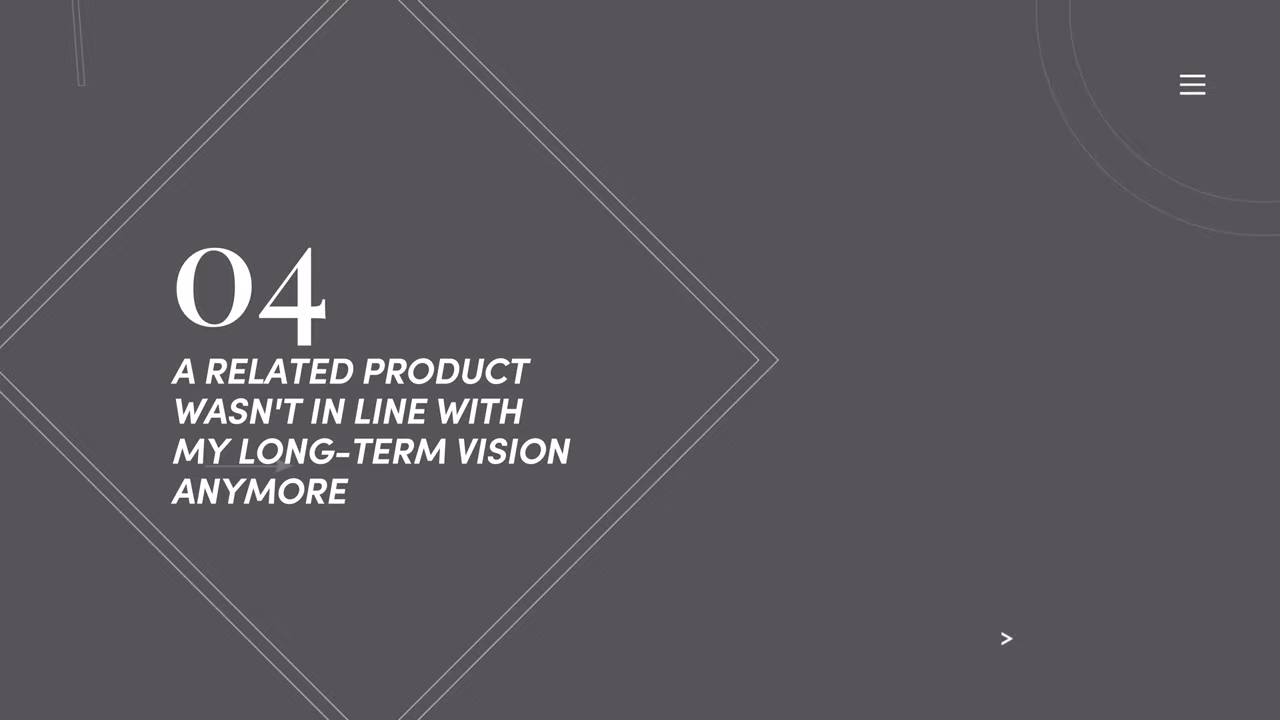 04
A RELATED PRODUCT
WASN'T IN LINE WITH
MY LONG-TERM VISION
ANYMORE
>